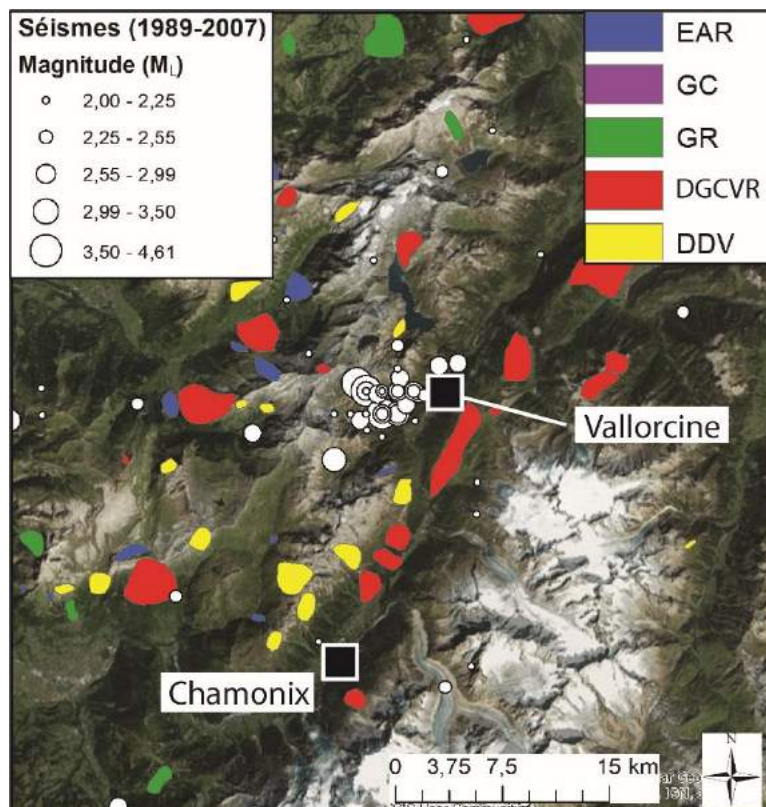 Séismes (1989-2007)
Magnitude (M_L)
2,00 - 2,25
2,25 - 2,55
2,55 - 2,99
2,99 - 3,50
3,50 - 4,61
EAR
GC
GR
DGCVR
DDV
Vallorcine
Chamonix
0 3,75 7,5 15 km
N
IGN,